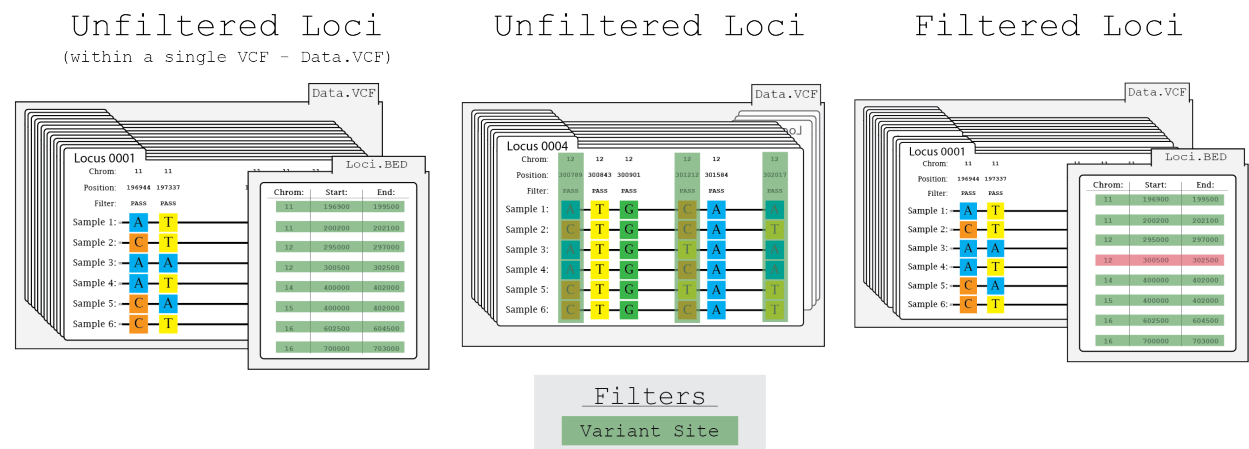 Unfiltered Loci
(within a single VCF - Data.VCF)
Data.VCF
Locus 0001
Chrom: 11 11
Position: 196944 197337
Filter: PASS PASS
Sample 1: A T
Sample 2: C T
Sample 3: A A
Sample 4: A T
Sample 5: C A
Sample 6: C T
Loci.BED
Chrom: Start: End:
11 196900 199500
11 200200 202100
12 295000 297000
12 300500 302500
14 400000 402000
15 400000 402000
16 602500 604500
16 700000 703000
Unfiltered Loci
Data.VCF
Locus 0004
Chrom: 12 12 12 12 12 12
Position: 300789 300843 300901 301212 301584 302017
Filter: PASS PASS PASS PASS PASS PASS
Sample 1: A T G C A A
Sample 2: C T G C A T
Sample 3: A T G T A A
Sample 4: A T G C A A
Sample 5: C T G T A T
Sample 6: C T G C A T
Filters
Variant Site
Filtered Loci
Data.VCF
Locus 0001
Chrom: 11 11
Position: 196944 197337
Filter: PASS PASS
Sample 1: A T
Sample 2: C T
Sample 3: A A
Sample 4: A T
Sample 5: C A
Sample 6: C T
Loci.BED
Chrom: Start: End:
11 196900 199500
11 200200 202100
12 295000 297000
12 300500 302500
14 400000 402000
15 400000 402000
16 602500 604500
16 700000 703000